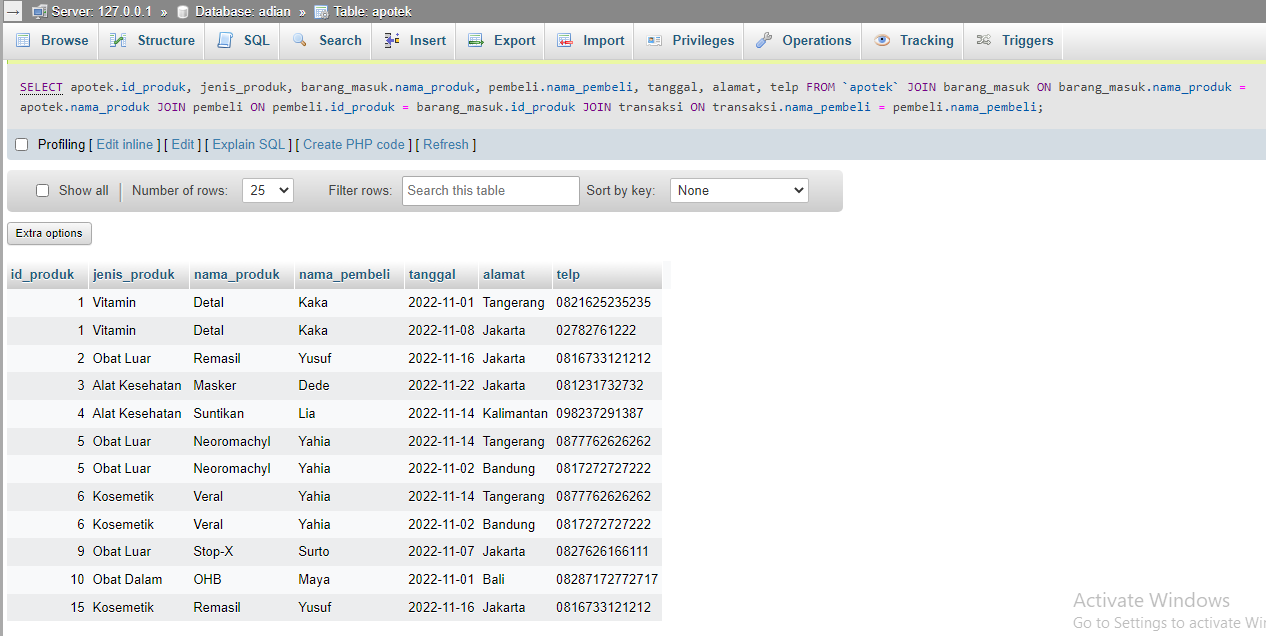 Server: 127.0.0.1 » Database: adian » Table: apotek
Browse Structure SQL Search Insert Export Import Privileges Operations Tracking Triggers
SELECT apotek.id_produk, jenis_produk, barang_masuk.nama_produk, pembeli.nama_pembeli, tanggal, alamat, telp FROM `apotek` JOIN barang_masuk ON barang_masuk.nama_produk =
apotek.nama_produk JOIN pembeli ON pembeli.id_produk = barang_masuk.id_produk JOIN transaksi ON transaksi.nama_pembeli = pembeli.nama_pembeli;
Profiling [ Edit inline ] [ Edit ] [ Explain SQL ] [ Create PHP code ] [ Refresh ]
Show all Number of rows: 25 Filter rows: Search this table Sort by key: None
Extra options
id_produk jenis_produk nama_produk nama_pembeli tanggal alamat telp
1 Vitamin Detal Kaka 2022-11-01 Tangerang 0821625235235
1 Vitamin Detal Kaka 2022-11-08 Jakarta 02782761222
2 Obat Luar Remasil Yusuf 2022-11-16 Jakarta 0816733121212
3 Alat Kesehatan Masker Dede 2022-11-22 Jakarta 081231732732
4 Alat Kesehatan Suntikan Lia 2022-11-14 Kalimantan 098237291387
5 Obat Luar Neoromachyl Yahia 2022-11-14 Tangerang 0877762626262
5 Obat Luar Neoromachyl Yahia 2022-11-02 Bandung 0817272727222
6 Kosemetik Veral Yahia 2022-11-14 Tangerang 0877762626262
6 Kosemetik Veral Yahia 2022-11-02 Bandung 0817272727222
9 Obat Luar Stop-X Surto 2022-11-07 Jakarta 0827626166111
10 Obat Dalam OHB Maya 2022-11-01 Bali 08287172772717
15 Kosemetik Remasil Yusuf 2022-11-16 Jakarta 0816733121212
Activate Windows
Go to Settings to activate Wi